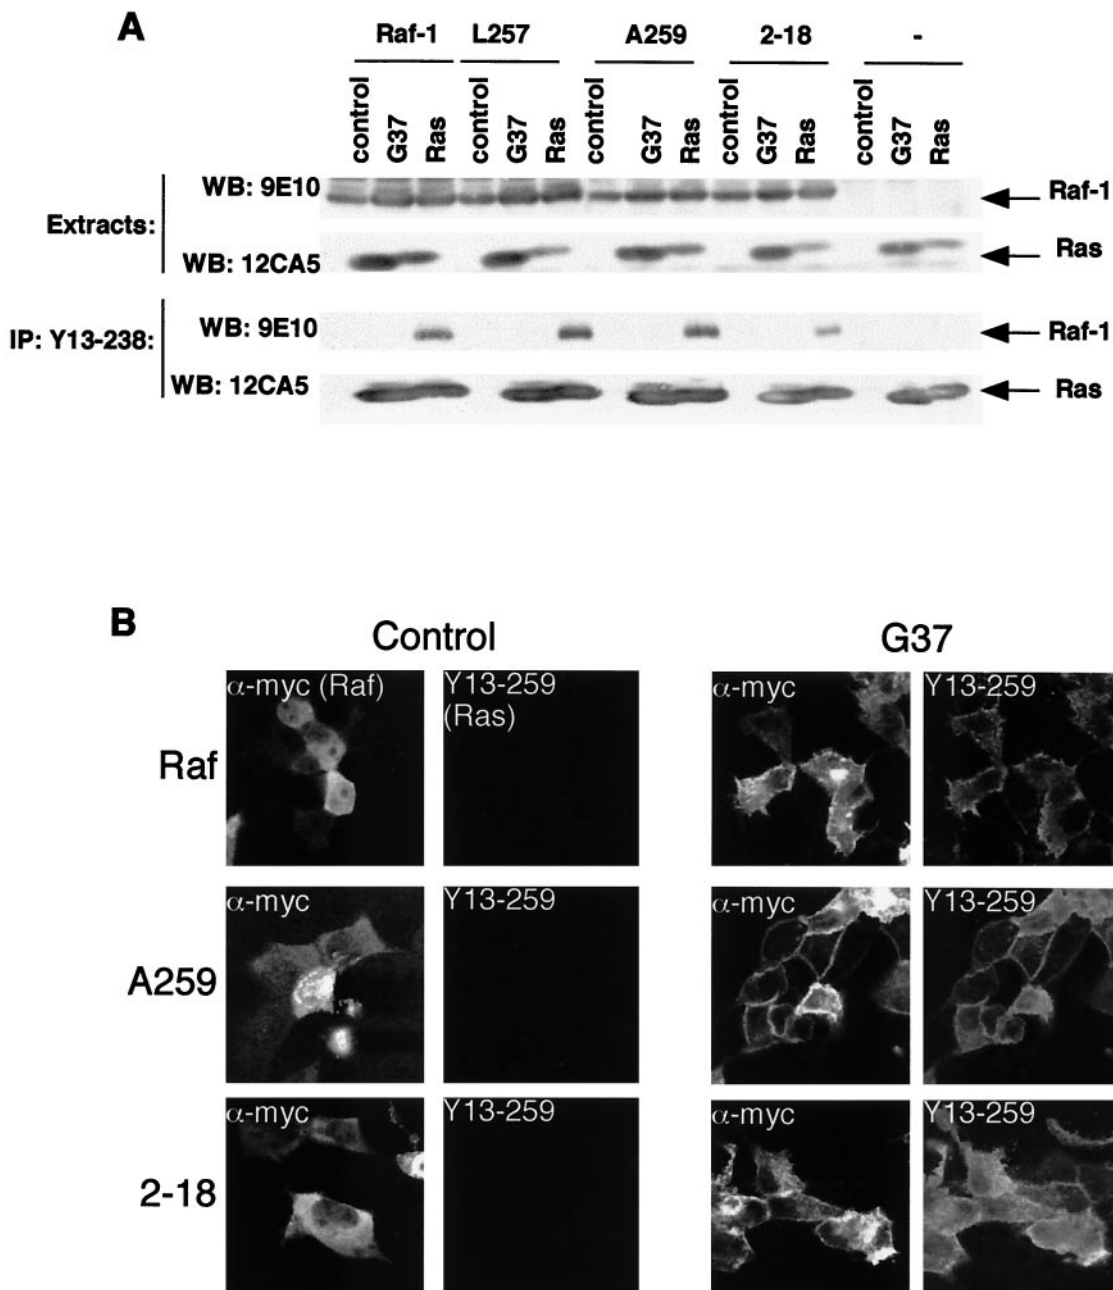 A
Raf-1 L257 A259 2-18 -
control G37 Ras control G37 Ras control G37 Ras control G37 Ras control G37 Ras
Extracts:
WB: 9E10
Raf-1
WB: 12CA5
Ras
IP: Y13-238:
WB: 9E10
Raf-1
WB: 12CA5
Ras
B
Control G37
Raf
α-myc (Raf)
Y13-259
(Ras)
α-myc
Y13-259
A259
α-myc
Y13-259
α-myc
Y13-259
2-18
α-myc
Y13-259
α-myc
Y13-259